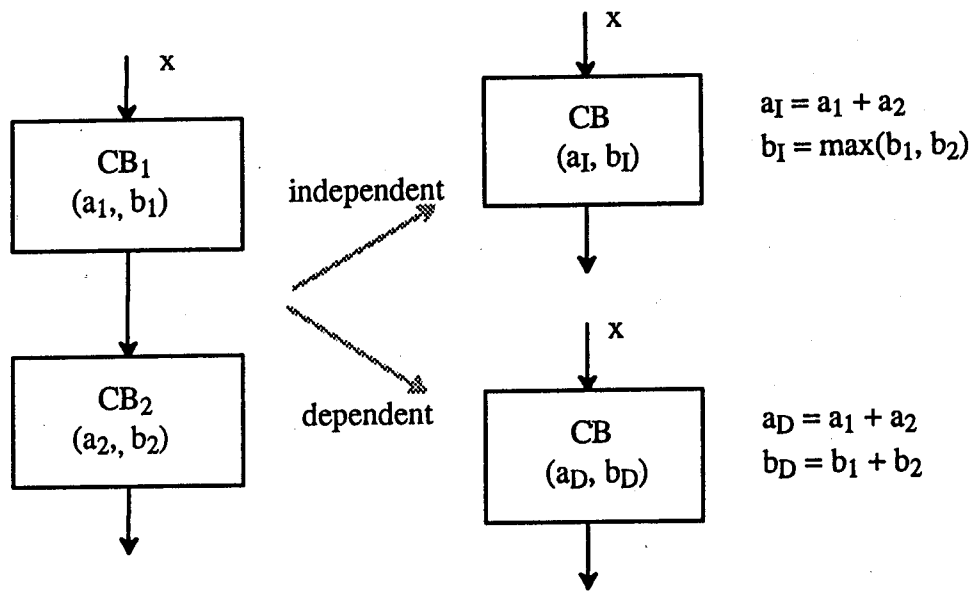 x
CB₁
(a₁,, b₁)
CB₂
(a₂,, b₂)
independent
dependent
x
CB
(a_I, b_I)
a_I = a₁ + a₂
b_I = max(b₁, b₂)
x
CB
(a_D, b_D)
a_D = a₁ + a₂
b_D = b₁ + b₂